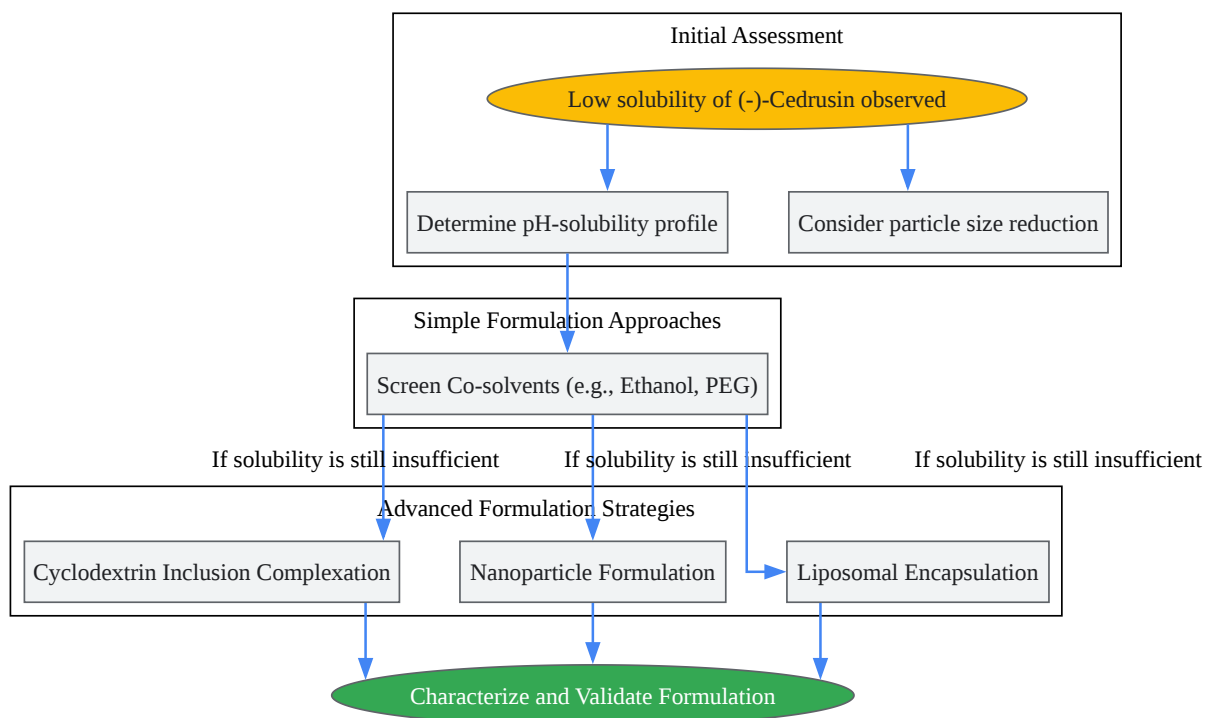 Initial Assessment
Low solubility of (-)-Cedrusin observed
Determine pH-solubility profile
Consider particle size reduction
Simple Formulation Approaches
Screen Co-solvents (e.g., Ethanol, PEG)
If solubility is still insufficient
If solubility is still insufficient
If solubility is still insufficient
Advanced Formulation Strategies
Cyclodextrin Inclusion Complexation
Nanoparticle Formulation
Liposomal Encapsulation
Characterize and Validate Formulation